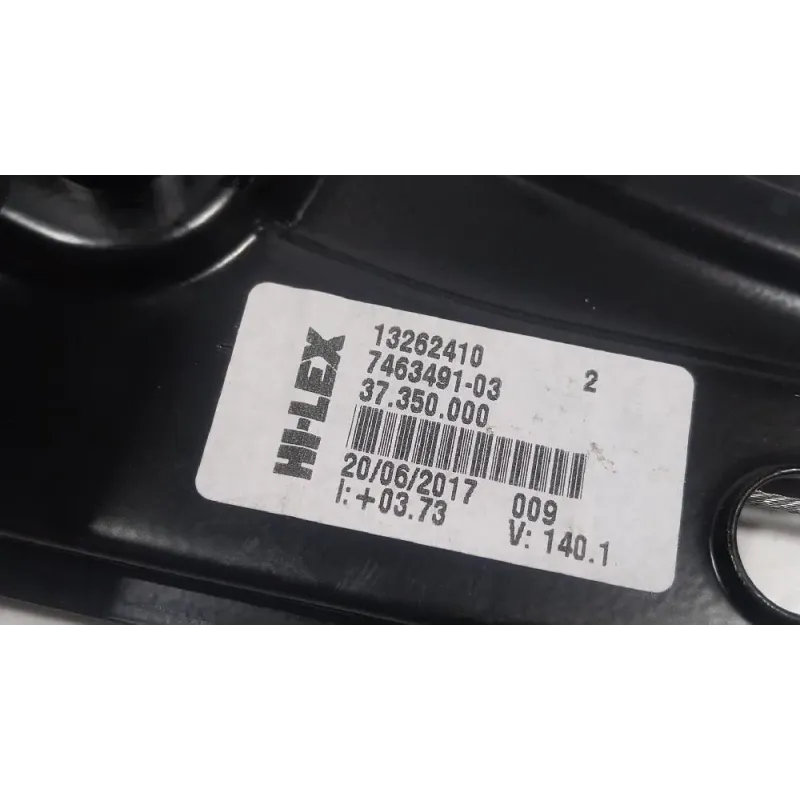 HI-LEX
13262410
7463491-03 2
37.350.000
20/06/2017 009
I: +03.73 V: 140.1